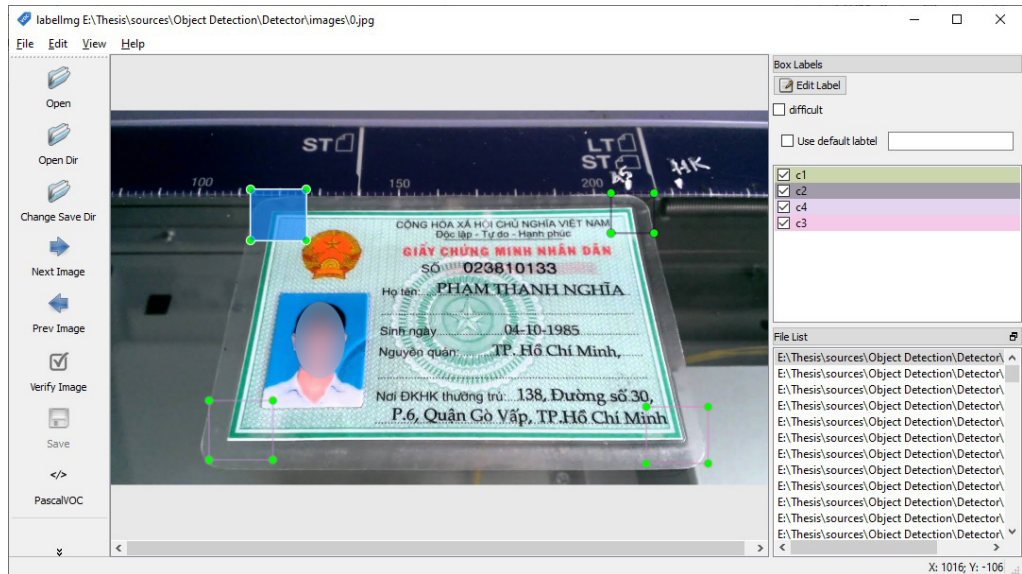 labelImg E:\Thesis\sources\Object Detection\Detector\images\0.jpg
File Edit View Help
Open
Open Dir
Change Save Dir
Next Image
Prev Image
Verify Image
Save
</>
PascalVOC
ST
LT
ST
A5
HK
100
150
200
CỘNG HÒA XÃ HỘI CHỦ NGHĨA VIỆT NAM
Độc lập - Tự do - Hạnh phúc
GIẤY CHỨNG MINH NHÂN DÂN
SỐ 023810133
Họ tên: PHẠM THANH NGHĨA
Sinh ngày 04-10-1985
Nguyên quán: TP. Hồ Chí Minh,
Nơi ĐKHK thường trú: 138, Đường số 30,
P.6, Quận Gò Vấp, TP.Hồ Chí Minh
Box Labels
Edit Label
difficult
Use default labtel
c1
c2
c4
c3
File List
E:\Thesis\sources\Object Detection\Detector\
E:\Thesis\sources\Object Detection\Detector\
E:\Thesis\sources\Object Detection\Detector\
E:\Thesis\sources\Object Detection\Detector\
E:\Thesis\sources\Object Detection\Detector\
E:\Thesis\sources\Object Detection\Detector\
E:\Thesis\sources\Object Detection\Detector\
E:\Thesis\sources\Object Detection\Detector\
E:\Thesis\sources\Object Detection\Detector\
E:\Thesis\sources\Object Detection\Detector\
E:\Thesis\sources\Object Detection\Detector\
E:\Thesis\sources\Object Detection\Detector\
X: 1016; Y: -106